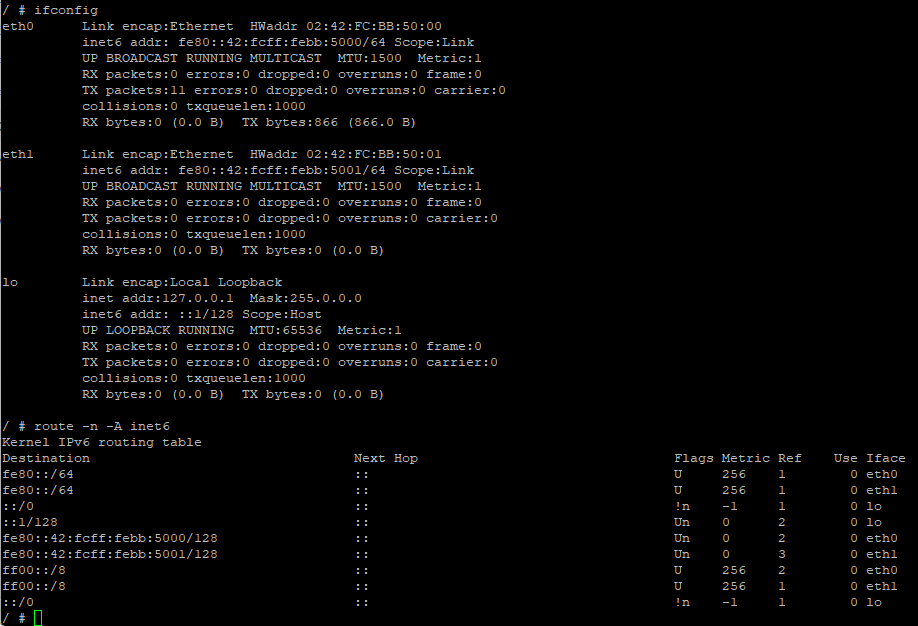 / # ifconfig
eth0      Link encap:Ethernet  HWaddr 02:42:FC:BB:50:00
          inet6 addr: fe80::42:fcff:febb:5000/64 Scope:Link
          UP BROADCAST RUNNING MULTICAST  MTU:1500  Metric:1
          RX packets:0 errors:0 dropped:0 overruns:0 frame:0
          TX packets:11 errors:0 dropped:0 overruns:0 carrier:0
          collisions:0 txqueuelen:1000
          RX bytes:0 (0.0 B)  TX bytes:866 (866.0 B)

eth1      Link encap:Ethernet  HWaddr 02:42:FC:BB:50:01
          inet6 addr: fe80::42:fcff:febb:5001/64 Scope:Link
          UP BROADCAST RUNNING MULTICAST  MTU:1500  Metric:1
          RX packets:0 errors:0 dropped:0 overruns:0 frame:0
          TX packets:0 errors:0 dropped:0 overruns:0 carrier:0
          collisions:0 txqueuelen:1000
          RX bytes:0 (0.0 B)  TX bytes:0 (0.0 B)

lo        Link encap:Local Loopback
          inet addr:127.0.0.1  Mask:255.0.0.0
          inet6 addr: ::1/128 Scope:Host
          UP LOOPBACK RUNNING  MTU:65536  Metric:1
          RX packets:0 errors:0 dropped:0 overruns:0 frame:0
          TX packets:0 errors:0 dropped:0 overruns:0 carrier:0
          collisions:0 txqueuelen:1000
          RX bytes:0 (0.0 B)  TX bytes:0 (0.0 B)

/ # route -n -A inet6
Kernel IPv6 routing table
Destination                                 Next Hop                                Flags Metric Ref    Use Iface
fe80::/64                                   ::                                      U     256    1        0 eth0
fe80::/64                                   ::                                      U     256    1        0 eth1
::/0                                        ::                                      !n    -1     1        0 lo
::1/128                                     ::                                      Un    0      2        0 lo
fe80::42:fcff:febb:5000/128                 ::                                      Un    0      2        0 eth0
fe80::42:fcff:febb:5001/128                 ::                                      Un    0      3        0 eth1
ff00::/8                                    ::                                      U     256    2        0 eth0
ff00::/8                                    ::                                      U     256    1        0 eth1
::/0                                        ::                                      !n    -1     1        0 lo
/ #